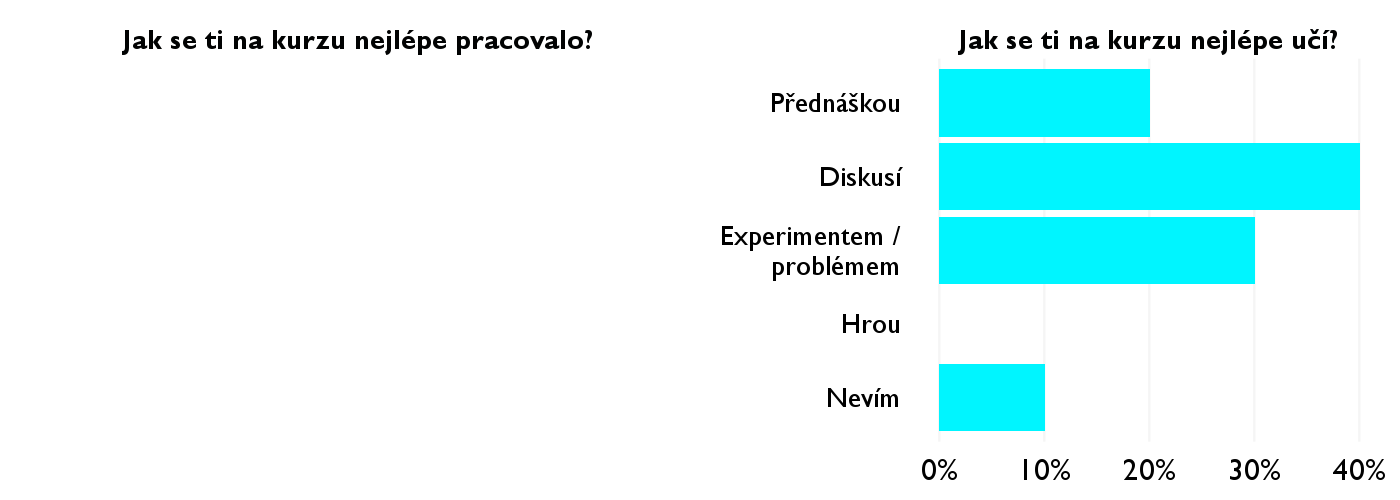 Jak se ti na kurzu nejlépe pracovalo?
Jak se ti na kurzu nejlépe učí?
Přednáškou
Diskusí
Experimentem /
problémem
Hrou
Nevím
0% 10% 20% 30% 40%